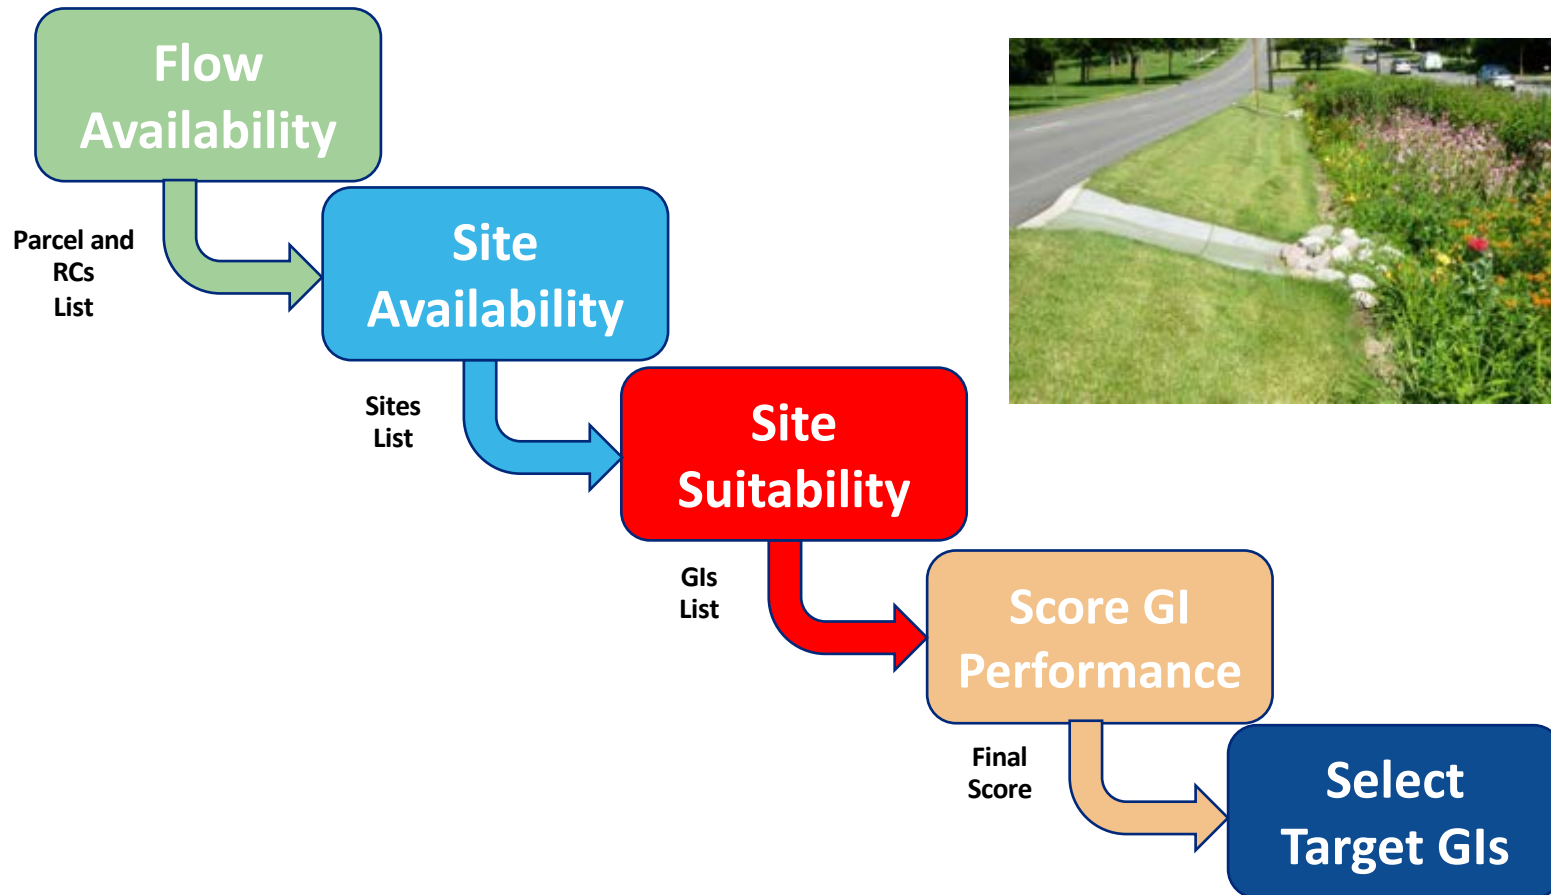 Flow
Availability
Parcel and
RCs
List
Site
Availability
Sites
List
Site
Suitability
GIs
List
Score GI
Performance
Final
Score
Select
Target GIs